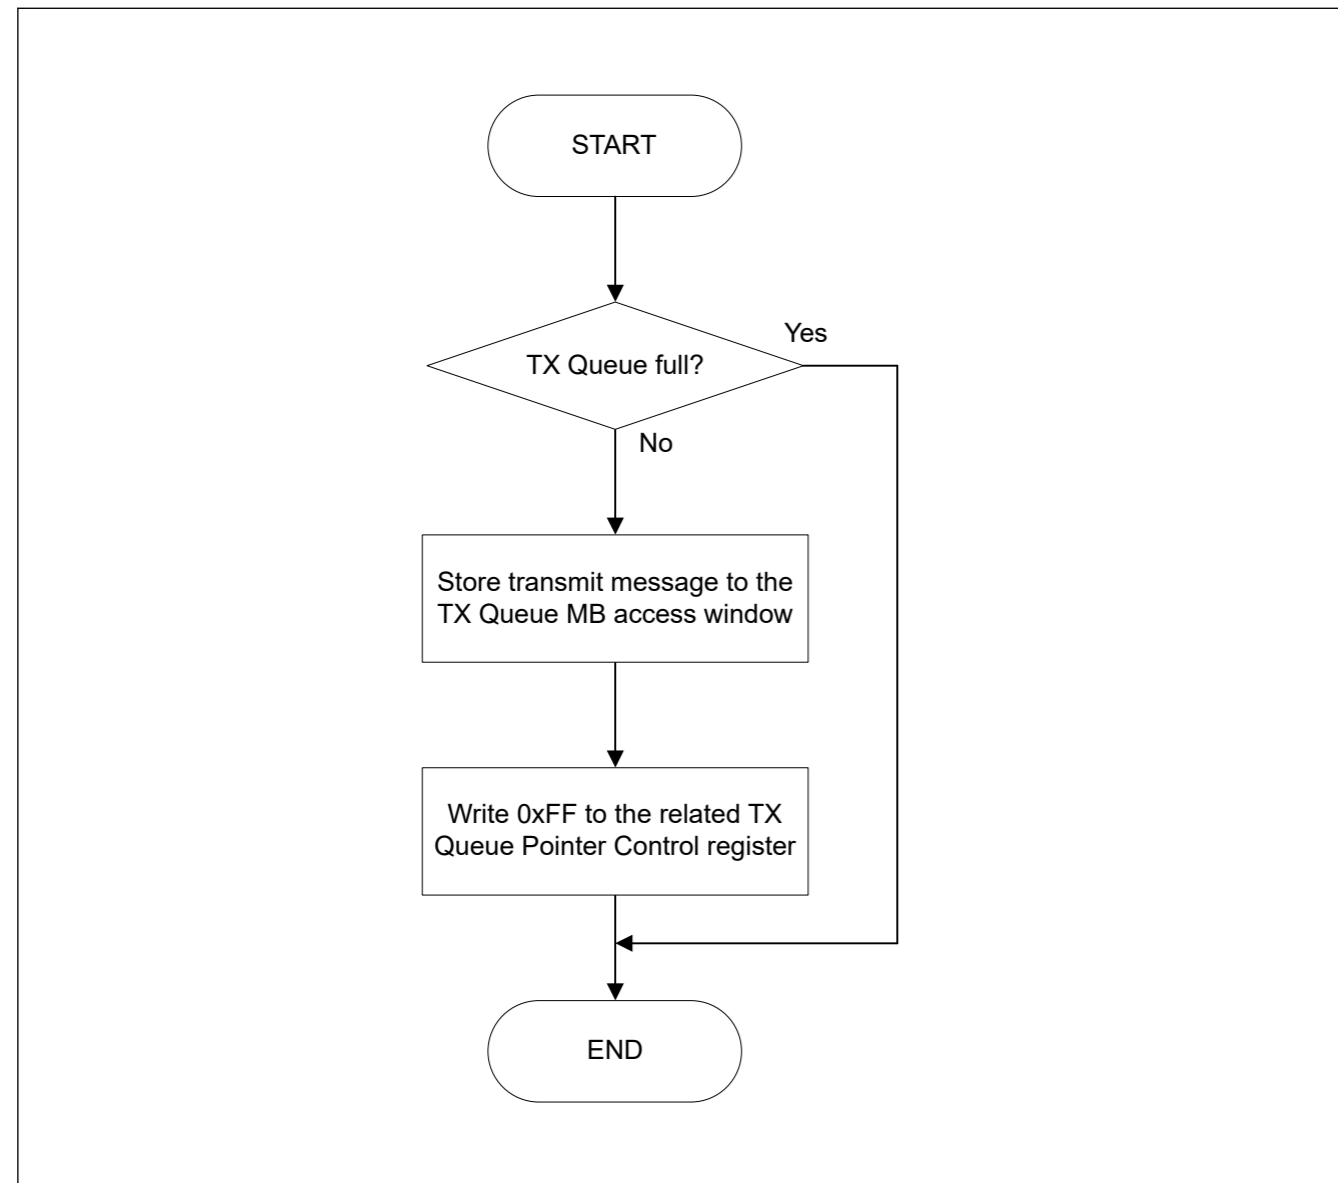 START
TX Queue full?
Yes
No
Store transmit message to the
TX Queue MB access window
Write 0xFF to the related TX
Queue Pointer Control register
END